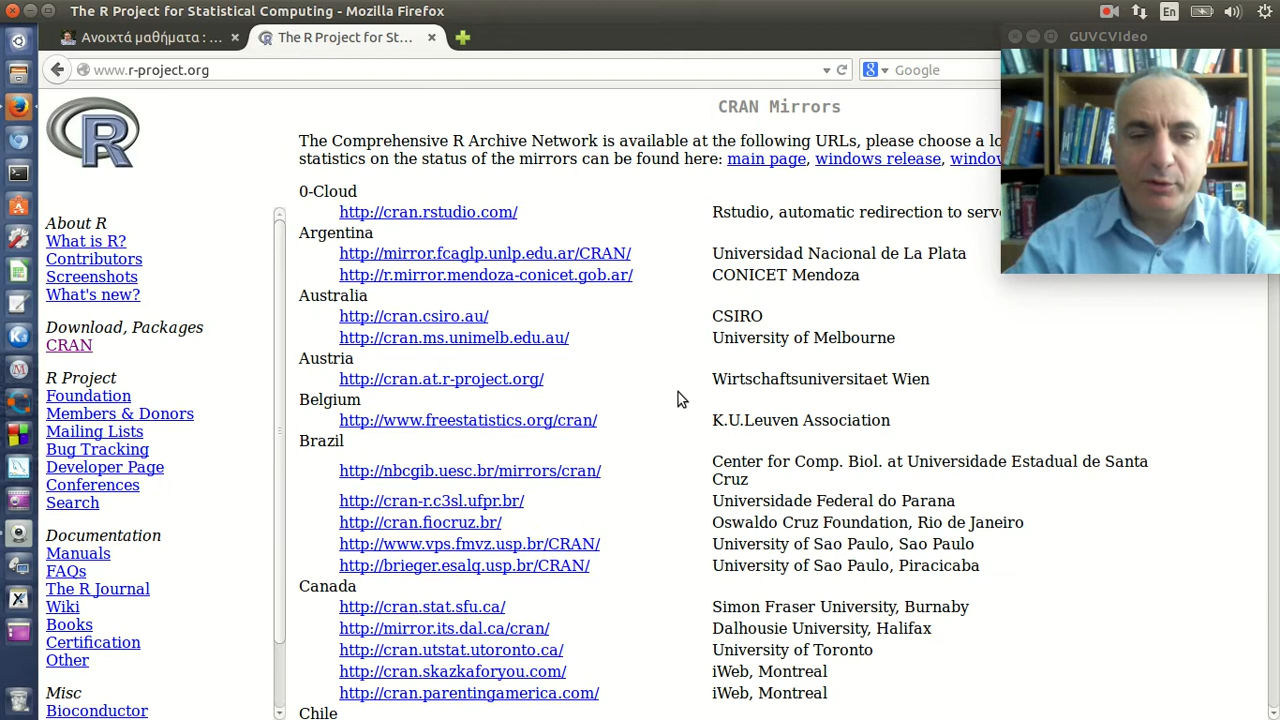 The R Project for Statistical Computing - Mozilla Firefox
En
Ανοιχτά μαθήματα : ...
The R Project for St...
GUVCVIdeo
www.r-project.org
Google
R
CRAN Mirrors
The Comprehensive R Archive Network is available at the following URLs, please choose a lo
statistics on the status of the mirrors can be found here: main page, windows release, windov
0-Cloud
http://cran.rstudio.com/ Rstudio, automatic redirection to serve
Argentina
http://mirror.fcaglp.unlp.edu.ar/CRAN/ Universidad Nacional de La Plata
http://r.mirror.mendoza-conicet.gob.ar/ CONICET Mendoza
Australia
http://cran.csiro.au/ CSIRO
http://cran.ms.unimelb.edu.au/ University of Melbourne
Austria
http://cran.at.r-project.org/ Wirtschaftsuniversitaet Wien
Belgium
http://www.freestatistics.org/cran/ K.U.Leuven Association
Brazil
http://nbcgib.uesc.br/mirrors/cran/ Center for Comp. Biol. at Universidade Estadual de Santa
Cruz
http://cran-r.c3sl.ufpr.br/ Universidade Federal do Parana
http://cran.fiocruz.br/ Oswaldo Cruz Foundation, Rio de Janeiro
http://www.vps.fmvz.usp.br/CRAN/ University of Sao Paulo, Sao Paulo
http://brieger.esalq.usp.br/CRAN/ University of Sao Paulo, Piracicaba
Canada
http://cran.stat.sfu.ca/ Simon Fraser University, Burnaby
http://mirror.its.dal.ca/cran/ Dalhousie University, Halifax
http://cran.utstat.utoronto.ca/ University of Toronto
http://cran.skazkaforyou.com/ iWeb, Montreal
http://cran.parentingamerica.com/ iWeb, Montreal
Chile
About R
What is R?
Contributors
Screenshots
What's new?
Download, Packages
CRAN
R Project
Foundation
Members & Donors
Mailing Lists
Bug Tracking
Developer Page
Conferences
Search
Documentation
Manuals
FAQs
The R Journal
Wiki
Books
Certification
Other
Misc
Bioconductor